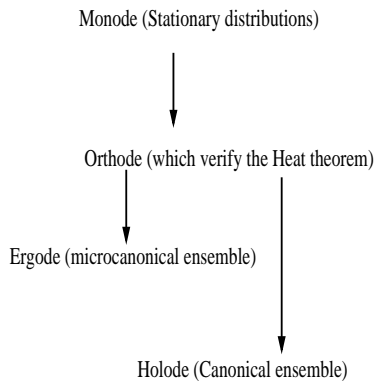 Monode (Stationary distributions)
Orthode (which verify the Heat theorem)
Ergode (microcanonical ensemble)
Holode (Canonical ensemble)